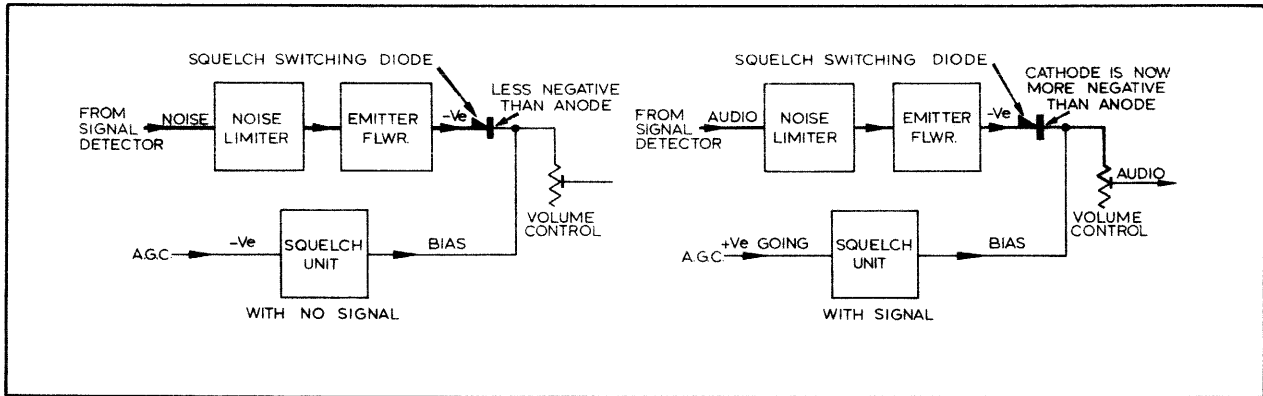 SQUELCH SWITCHING DIODE
LESS NEGATIVE
THAN ANODE
FROM
SIGNAL
DETECTOR
NOISE
NOISE
LIMITER
EMITTER
FLWR.
-Ve
VOLUME
CONTROL
A.G.C.
-Ve
SQUELCH
UNIT
BIAS
WITH NO SIGNAL
SQUELCH SWITCHING DIODE
CATHODE IS NOW
MORE NEGATIVE
THAN ANODE
FROM
SIGNAL
DETECTOR
AUDIO
NOISE
LIMITER
EMITTER
FLWR.
-Ve
AUDIO
VOLUME
CONTROL
A.G.C.
+Ve GOING
SQUELCH
UNIT
BIAS
WITH SIGNAL